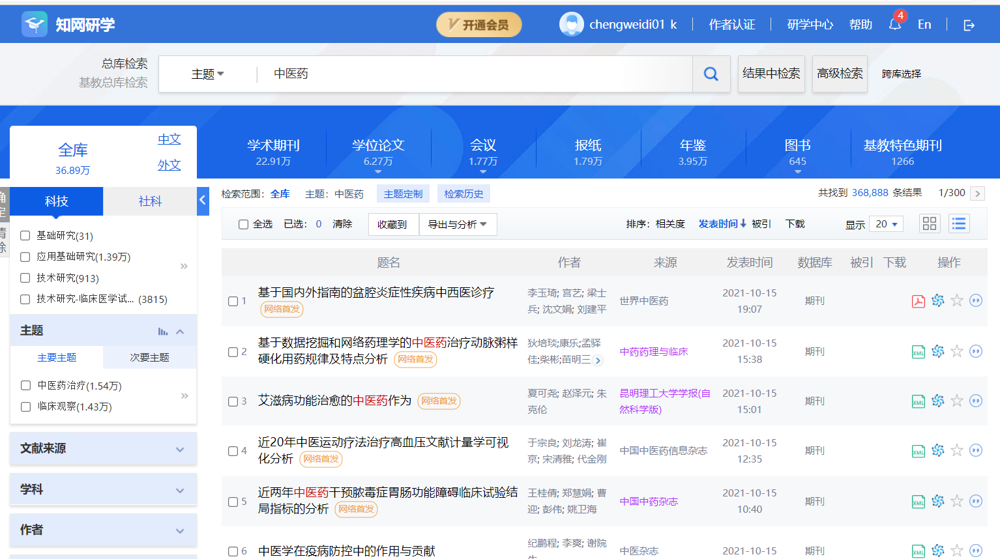 知网研学
开通会员
chengweidi01 k
作者认证
研学中心
帮助
4
En
总库检索
基教总库检索
主题
中医药
结果中检索
高级检索
跨库选择
全库
36.89万
中文
外文
学术期刊
22.91万
学位论文
6.27万
会议
1.77万
报纸
1.79万
年鉴
3.95万
图书
645
基教特色期刊
1266
定
清
除
科技
社科
基础研究(31)
应用基础研究(1.39万)
技术研究(913)
技术研究-临床医学试... (3815)
主题
主要主题
次要主题
中医药治疗(1.54万)
临床观察(1.43万)
文献来源
学科
作者
检索范围: 全库 主题: 中医药 主题定制 检索历史
共找到 368,888 条结果 1/300
全选 已选: 0 清除 收藏到 导出与分析
排序: 相关度 发表时间 被引 下载 显示 20
题名 作者 来源 发表时间 数据库 被引 下载 操作
1 基于国内外指南的盆腔炎症性疾病中西医诊疗
网络首发
李玉琦; 宫艺; 梁士
兵; 沈文娟; 刘建平
世界中医药
2021-10-15
19:07
期刊
2 基于数据挖掘和网络药理学的中医药治疗动脉粥样
硬化用药规律及特点分析 网络首发
狄培琰;康乐;孟驿
佳;柴彬;苗明三
中药药理与临床
2021-10-15
15:38
期刊
XML
3 艾滋病功能治愈的中医药作为 网络首发
夏可尧; 赵泽元; 朱
克伦
昆明理工大学学报(自
然科学版)
2021-10-15
15:01
期刊
XML
4 近20年中医运动疗法治疗高血压文献计量学可视
化分析 网络首发
于宗良; 刘龙涛; 崔
京; 宋清雅; 代金刚
中国中医药信息杂志
2021-10-15
12:35
期刊
XML
5 近两年中医药干预脓毒症胃肠功能障碍临床试验结
局指标的分析 网络首发
王桂倩; 郑慧娟; 曹
迎; 彭伟; 姚卫海
中国中药杂志
2021-10-15
10:40
期刊
XML
6 中医学在疫病防控中的作用与贡献
纪鹏程; 李爽; 谢院
中医杂志
2021-10-15
期刊
XML